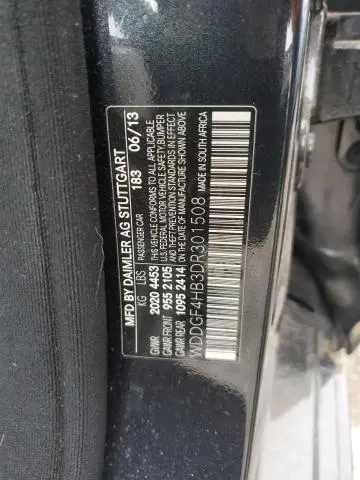 MFD BY DAIMLER AG STUTTGART
PASSENGER CAR 183 06/13
KG LBS THIS VEHICLE CONFORMS TO ALL APPLICABLE
GVWR 2020 4453 U.S. FEDERAL MOTOR VEHICLE SAFETY, BUMPER
GAWR FRONT 955 2105 AND THEFT PREVENTION STANDARDS IN EFFECT
GAWR REAR 1095 2414 ON THE DATE OF MANUFACTURE SHOWN ABOVE
WDDGF4HB3DR301508 MADE IN SOUTH AFRICA